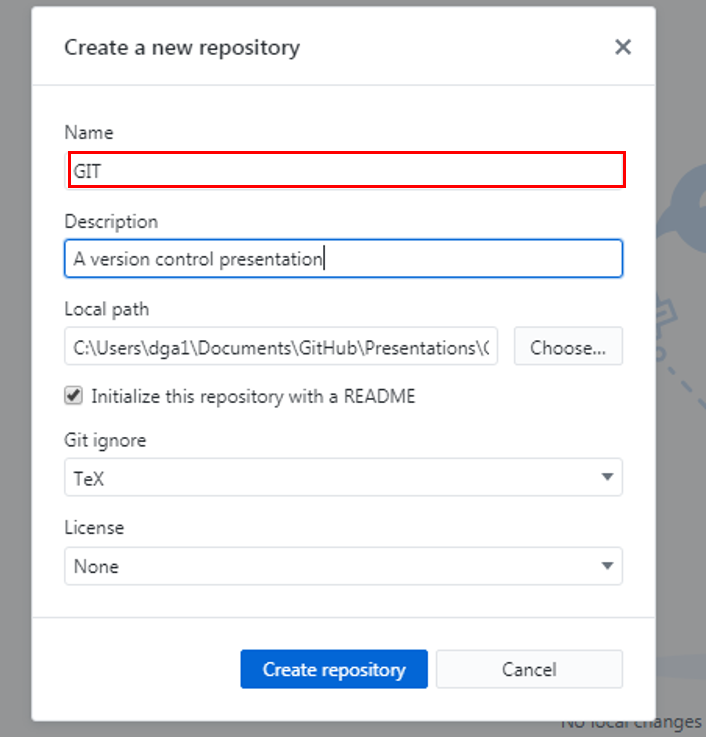 Create a new repository
Name
GIT
Description
A version control presentation
Local path
C:\Users\dga1\Documents\GitHub\Presentations\
Choose...
Initialize this repository with a README
Git ignore
TeX
License
None
Create repository
Cancel
No local changes